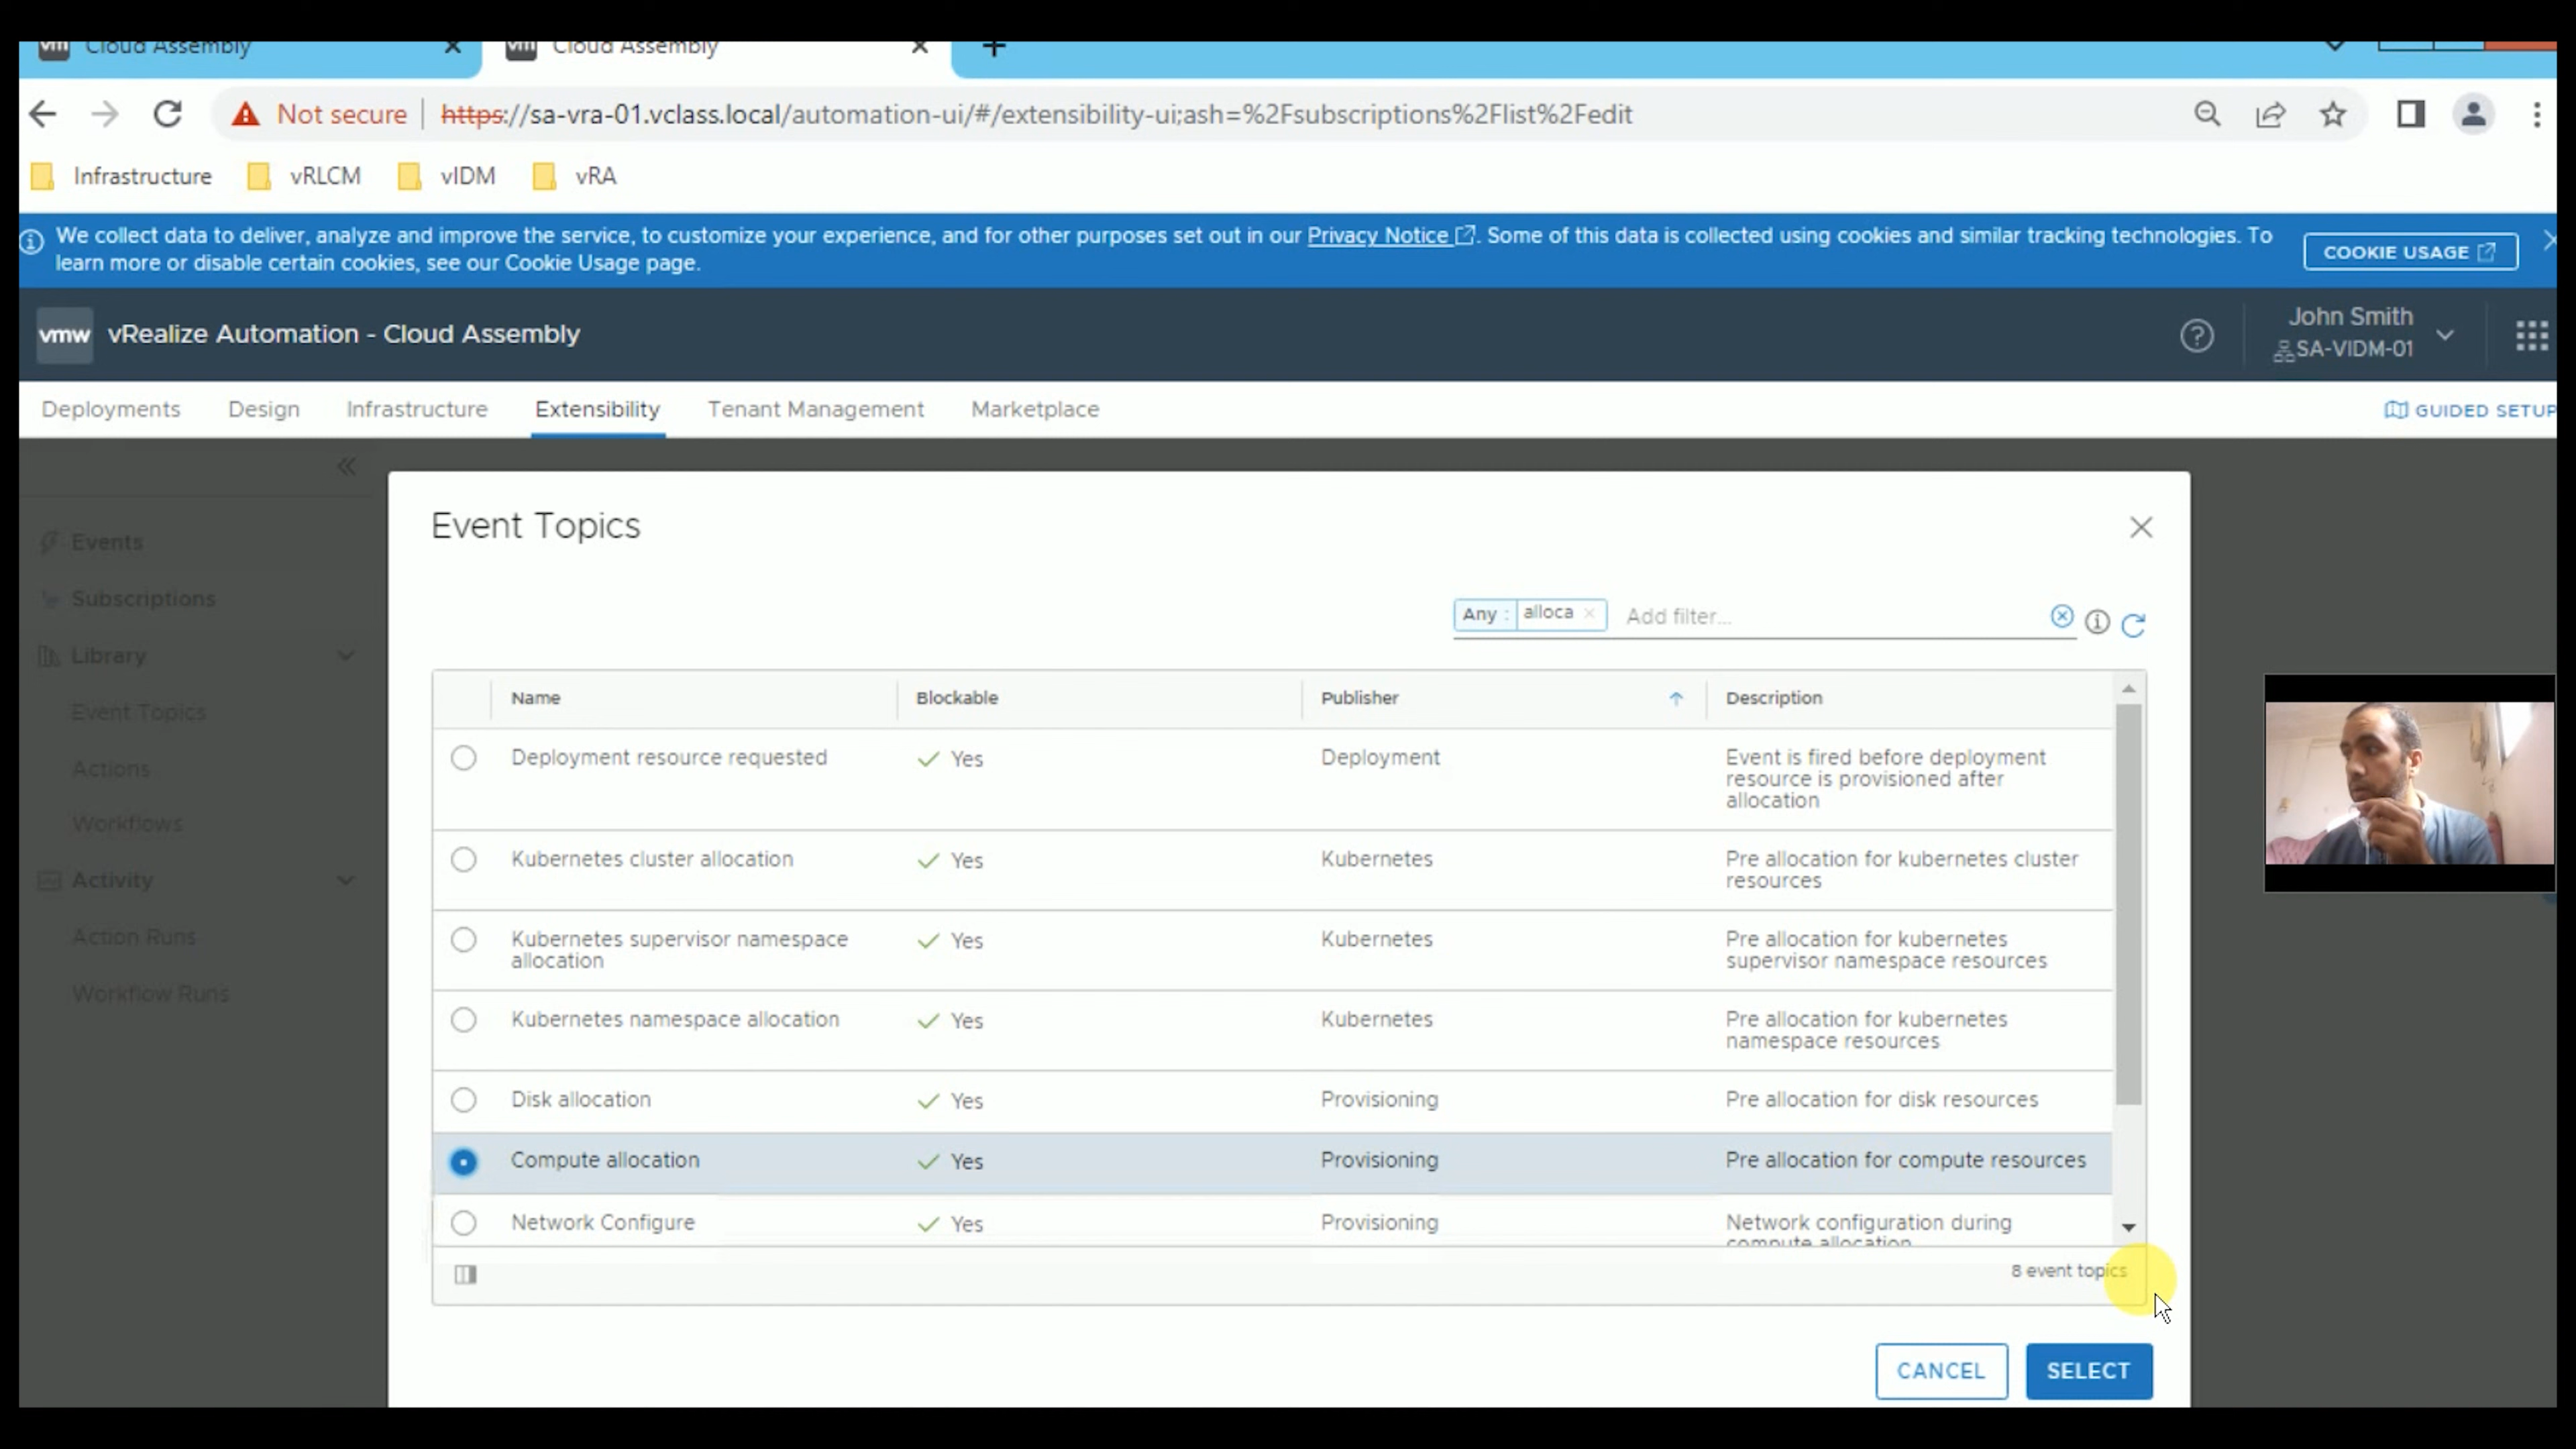 Cloud Assembly
Cloud Assembly
Not secure
https://sa-vra-01.vclass.local/automation-ui/#/extensibility-ui;ash=%2Fsubscriptions%2Flist%2Fedit
Infrastructure
vRLCM
vIDM
vRA
We collect data to deliver, analyze and improve the service, to customize your experience, and for other purposes set out in our Privacy Notice. Some of this data is collected using cookies and similar tracking technologies. To
learn more or disable certain cookies, see our Cookie Usage page.
COOKIE USAGE
vmw vRealize Automation - Cloud Assembly
John Smith
SA-VIDM-01
Deployments Design Infrastructure Extensibility Tenant Management Marketplace
GUIDED SETUP
Events
Subscriptions
Library
Event Topics
Actions
Workflows
Activity
Action Runs
Workflow Runs
Event Topics
Any : alloca
Add filter...
Name Blockable Publisher Description
Deployment resource requested Yes Deployment Event is fired before deployment
resource is provisioned after
allocation
Kubernetes cluster allocation Yes Kubernetes Pre allocation for kubernetes cluster
resources
Kubernetes supervisor namespace Yes Kubernetes Pre allocation for kubernetes
allocation supervisor namespace resources
Kubernetes namespace allocation Yes Kubernetes Pre allocation for kubernetes
namespace resources
Disk allocation Yes Provisioning Pre allocation for disk resources
Compute allocation Yes Provisioning Pre allocation for compute resources
Network Configure Yes Provisioning Network configuration during
compute allocation
8 event topics
CANCEL
SELECT